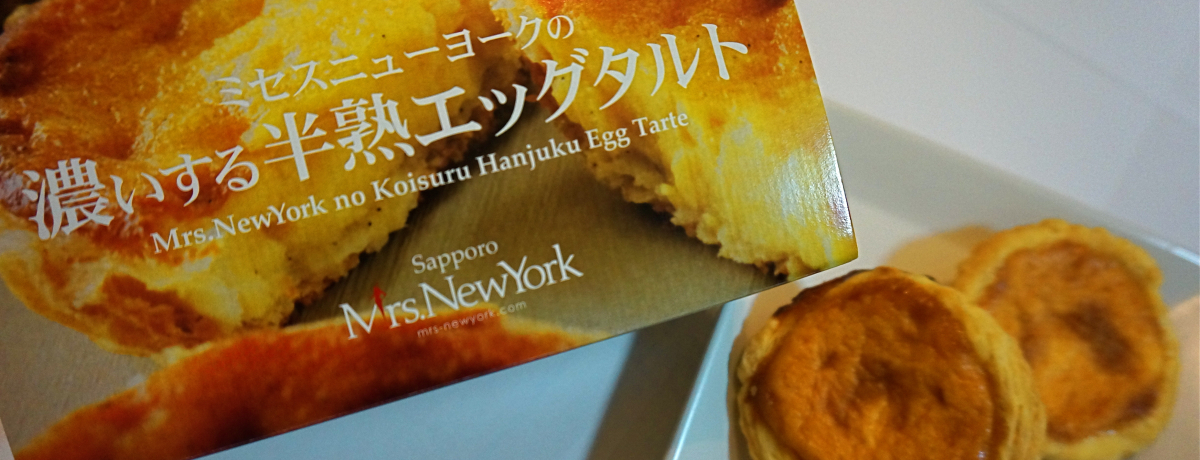 ミセスニューヨークの
濃いする半熟エッグタルト
Mrs.NewYork no Koisuru Hanjuku Egg Tarte
Sapporo
Mrs.NewYork
mrs-newyork.com